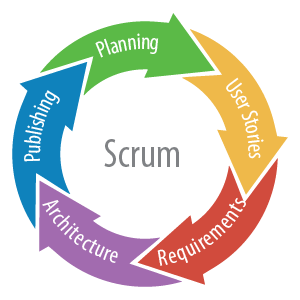 Planning
User Stories
Requirements
Architecture
Publishing
Scrum